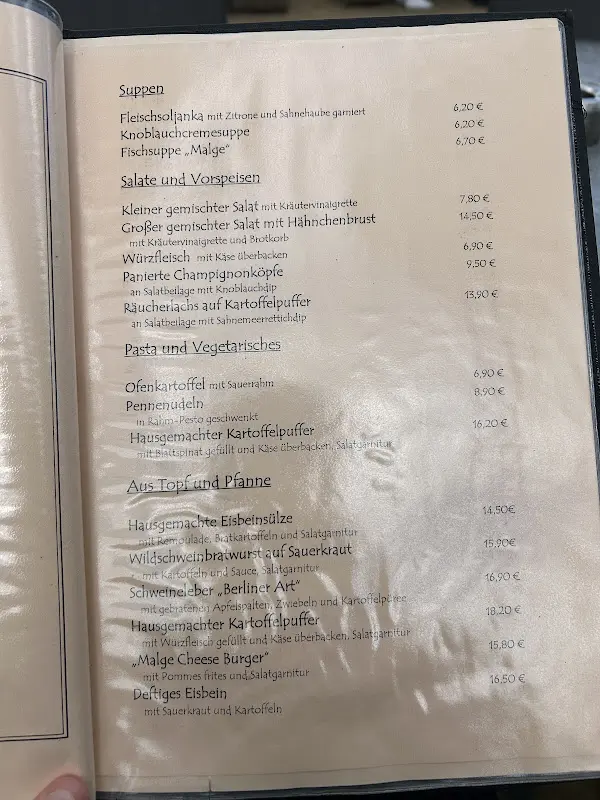 Suppen
Fleischsoljanka mit Zitrone und Sahnehaube garniert 6,20 €
Knoblauchcremesuppe 6,20 €
Fischsuppe „Malge“ 6,70 €
Salate und Vorspeisen
Kleiner gemischter Salat mit Kräutervinaigrette 7,80 €
Großer gemischter Salat mit Hähnchenbrust 14,50 €
mit Kräutervinaigrette und Brotkorb
Würzfleisch mit Käse überbacken 6,90 €
Panierte Champignonköpfe 9,50 €
an Salatbeilage mit Knoblauchdip
Räucherlachs auf Kartoffelpuffer 13,90 €
an Salatbeilage mit Sahnemeerrettichdip
Pasta und Vegetarisches
Ofenkartoffel mit Sauerrahm 6,90 €
Pennenudeln 8,90 €
in Rahm-Pesto geschwenkt
Hausgemachter Kartoffelpuffer 16,20 €
mit Blattspinat gefüllt und Käse überbacken, Salatgarnitur
Aus Topf und Pfanne
Hausgemachte Eisbeinsülze 14,50€
mit Remoulade, Bratkartoffeln und Salatgarnitur
Wildschweinbratwurst auf Sauerkraut 15,90€
mit Kartoffeln und Sauce, Salatgarnitur
Schweineleber „Berliner Art“ 16,90 €
mit gebratenen Apfelspalten, Zwiebeln und Kartoffelpüree
Hausgemachter Kartoffelpuffer 18,20 €
mit Würzfleisch gefüllt und Käse überbacken, Salatgarnitur
„Malge Cheese Burger“ 15,80 €
mit Pommes frites und Salatgarnitur
Deftiges Eisbein 16,50 €
mit Sauerkraut und Kartoffeln